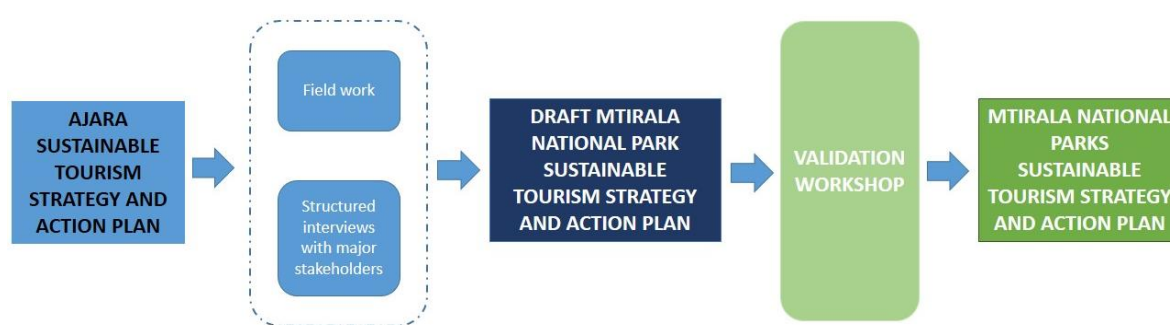 AJARA
SUSTAINABLE
TOURISM
STRATEGY AND
ACTION PLAN
Field work
Structured
interviews
with major
stakeholders
DRAFT MTIRALA
NATIONAL PARK
SUSTAINABLE
TOURISM STRATEGY
AND ACTION PLAN
VALIDATION
WORKSHOP
MTIRALA NATIONAL
PARKS
SUSTAINABLE
TOURISM STRATEGY
AND ACTION PLAN